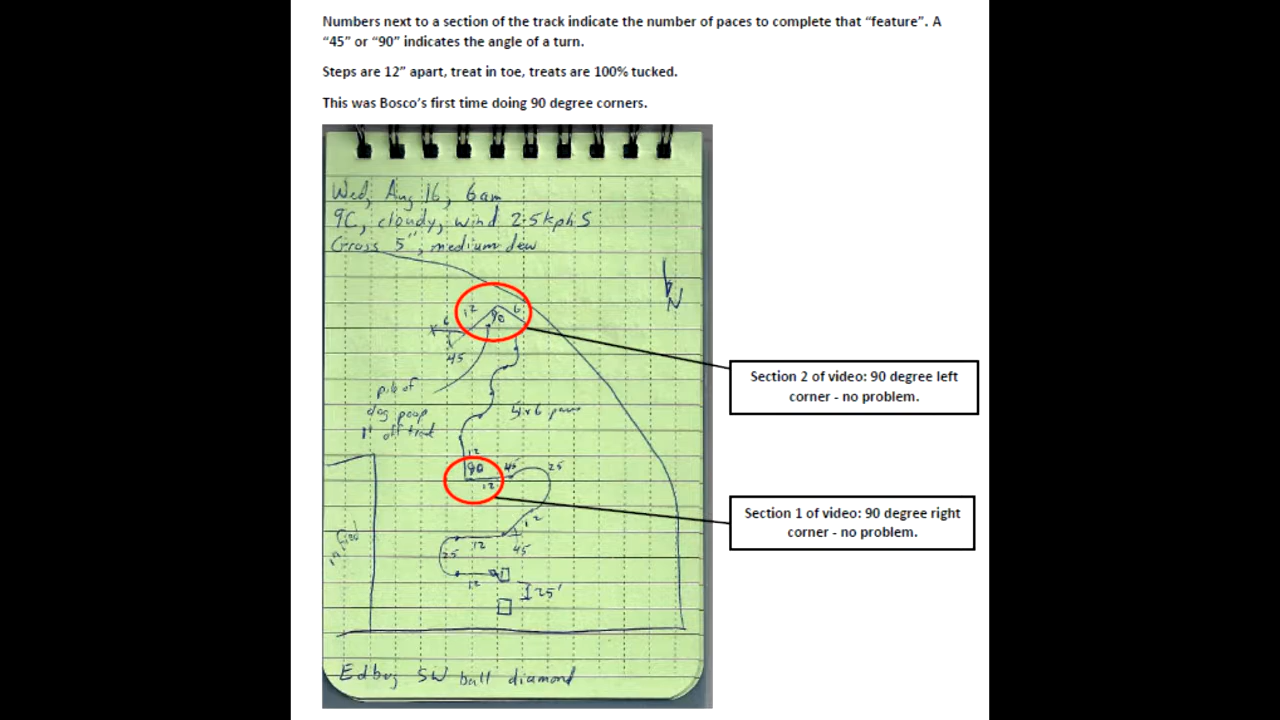 Numbers next to a section of the track indicate the number of paces to complete that “feature”. A
“45” or “90” indicates the angle of a turn.
Steps are 12” apart, treat in toe, treats are 100% tucked.
This was Bosco’s first time doing 90 degree corners.
Wed, Aug 16, 6am
9C, cloudy, wind 2.5kph S
Grass 5", medium dew
N
12
90
6
6
45
pile of
dog poop
1' off track
5x6 paces
12
90
45
25
12
12
12
45
25
12
25'
infield
SW ball diamond
Section 2 of video: 90 degree left
corner - no problem.
Section 1 of video: 90 degree right
corner - no problem.